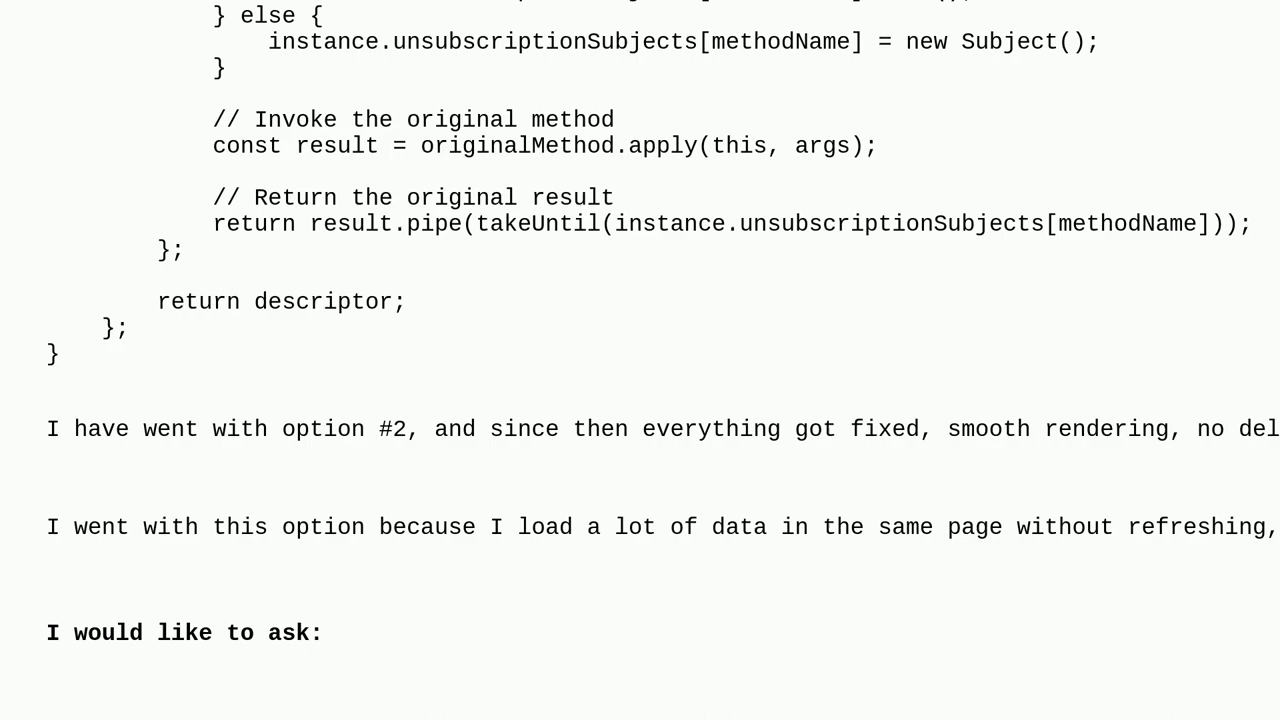 } else {
instance.unsubscriptionSubjects[methodName] = new Subject();
}
// Invoke the original method
const result = originalMethod.apply(this, args);
// Return the original result
return result.pipe(takeUntil(instance.unsubscriptionSubjects[methodName]));
};
return descriptor;
};
}
I have went with option #2, and since then everything got fixed, smooth rendering, no
I went with this option because I load a lot of data in the same page without refreshing,
I would like to ask: